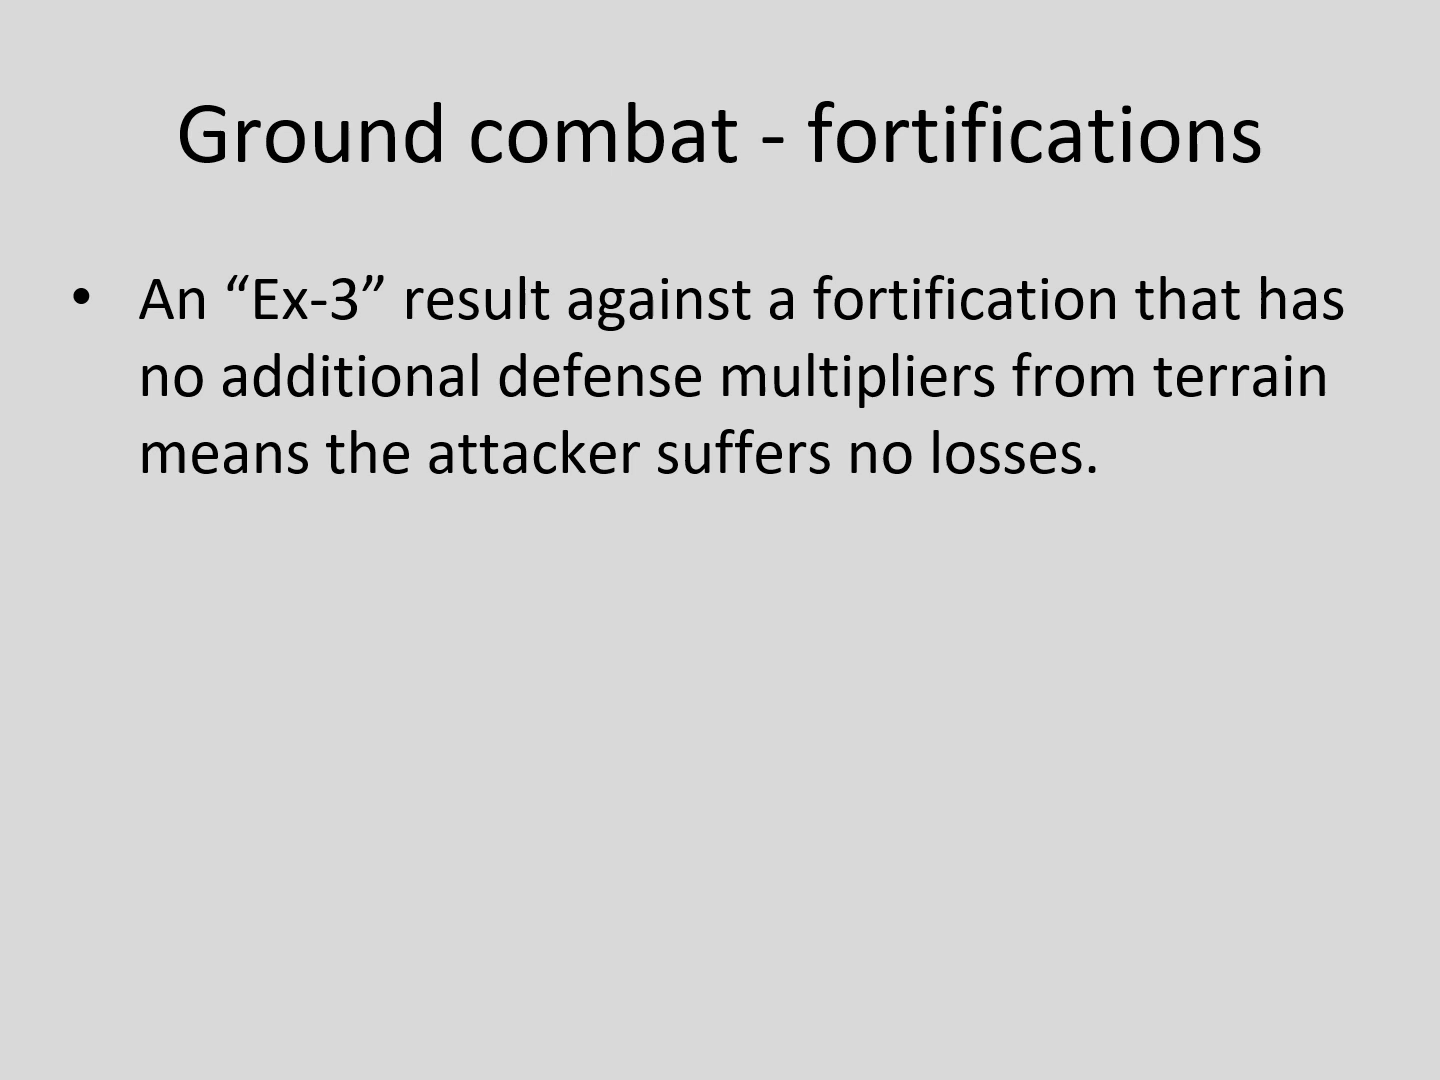 Ground combat - fortifications
• An “Ex-3” result against a fortification that has
no additional defense multipliers from terrain
means the attacker suffers no losses.